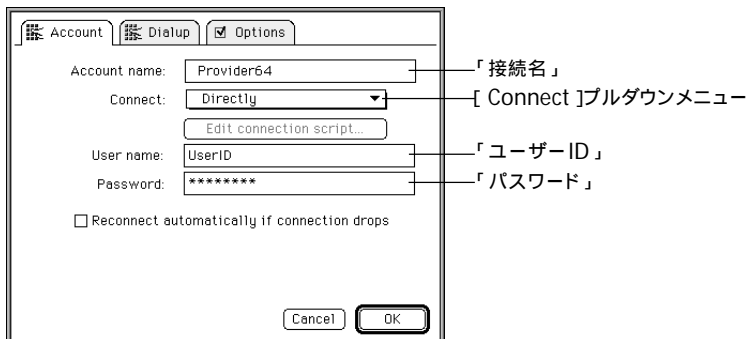 Account Dialup Options
Account name: Provider64 「接続名」
Connect: Directly [ Connect ]プルダウンメニュー
Edit connection script...
User name: UserID 「ユーザーID」
Password: ******** 「パスワード」
Reconnect automatically if connection drops
Cancel OK